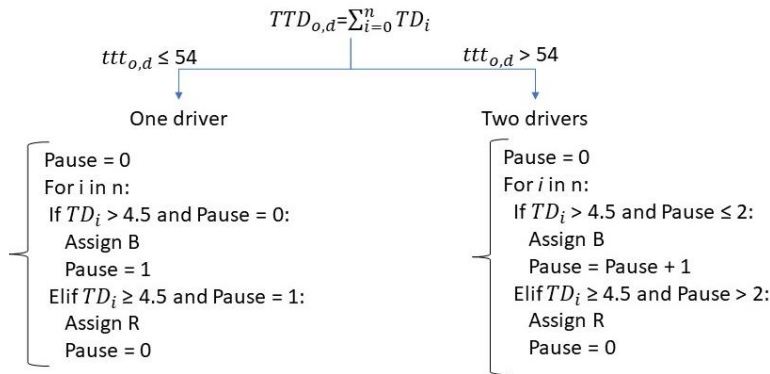 TTD_{o,d}=∑_{i=0}^{n} TD_i
ttt_{o,d} ≤ 54
ttt_{o,d} > 54
One driver
Two drivers
Pause = 0
For i in n:
If TD_i > 4.5 and Pause = 0:
Assign B
Pause = 1
Elif TD_i ≥ 4.5 and Pause = 1:
Assign R
Pause = 0
Pause = 0
For i in n:
If TD_i > 4.5 and Pause ≤ 2:
Assign B
Pause = Pause + 1
Elif TD_i ≥ 4.5 and Pause > 2:
Assign R
Pause = 0